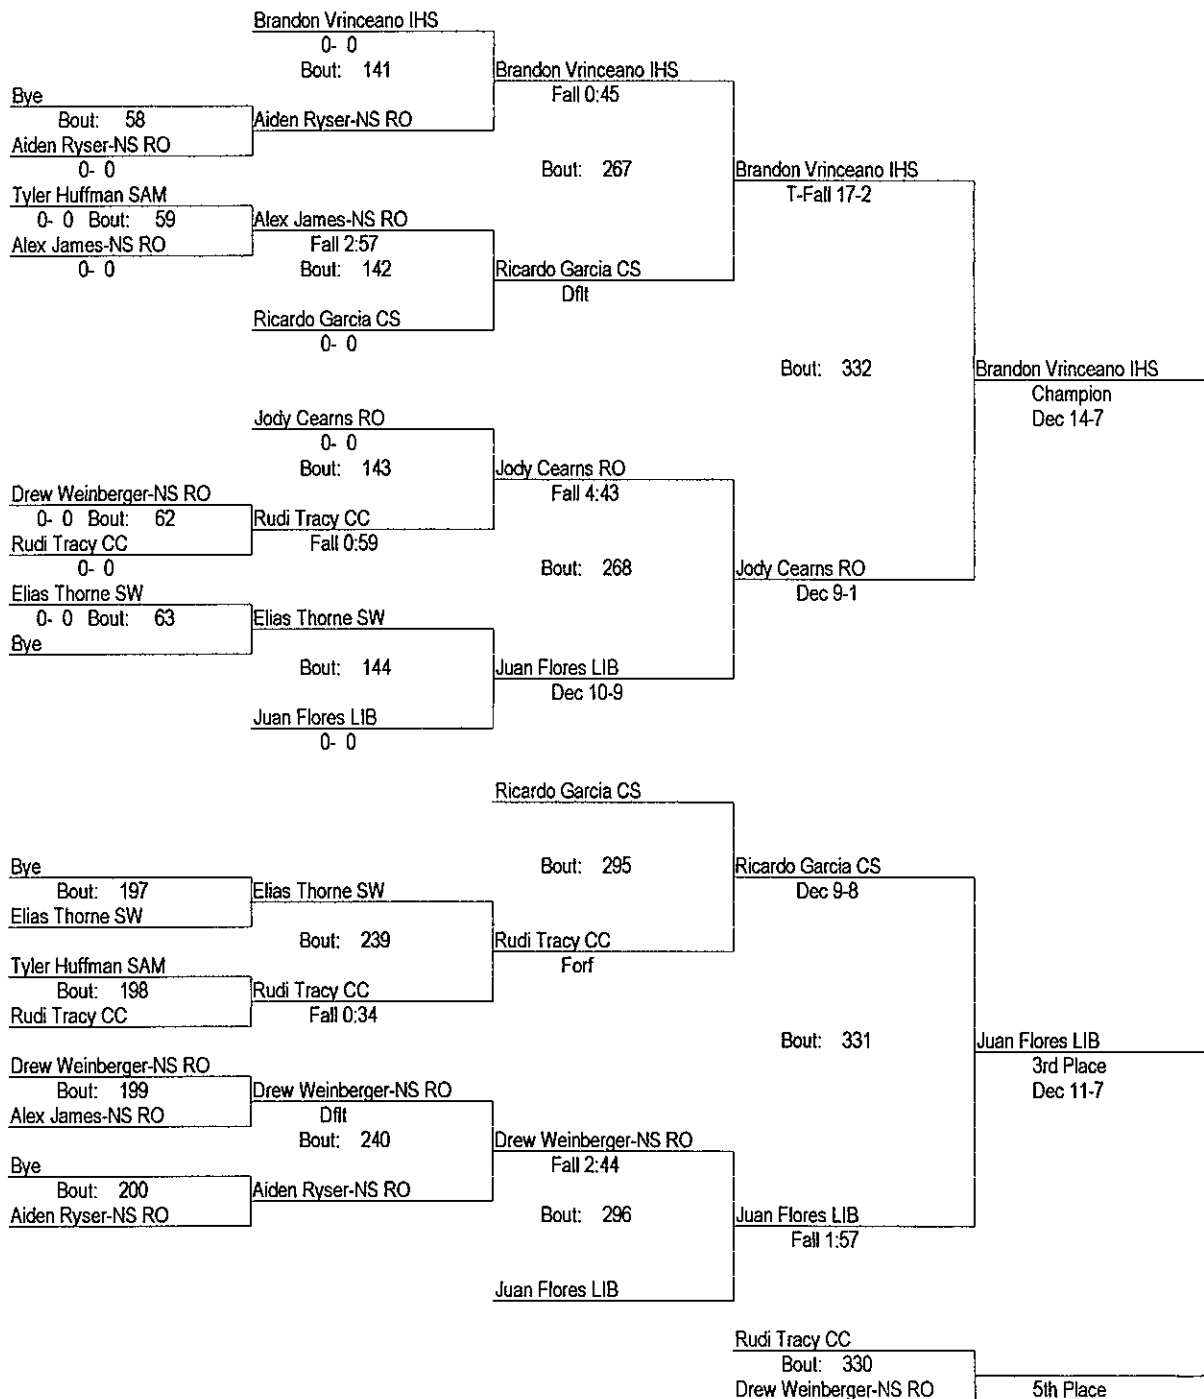 Brandon Vrinceano IHS
0- 0
Bout: 141
Brandon Vrinceano IHS
Fall 0:45
Bye
Bout: 58
Aiden Ryser-NS RO
Aiden Ryser-NS RO
0- 0
Bout: 267
Brandon Vrinceano IHS
T-Fall 17-2
Tyler Huffman SAM
0- 0 Bout: 59
Alex James-NS RO
Alex James-NS RO
0- 0
Fall 2:57
Bout: 142
Ricardo Garcia CS
Dflt
Ricardo Garcia CS
0- 0
Bout: 332
Brandon Vrinceano IHS
Champion
Dec 14-7
Jody Cearns RO
0- 0
Bout: 143
Jody Cearns RO
Fall 4:43
Drew Weinberger-NS RO
0- 0 Bout: 62
Rudi Tracy CC
Rudi Tracy CC
0- 0
Fall 0:59
Bout: 268
Jody Cearns RO
Dec 9-1
Elias Thorne SW
0- 0 Bout: 63
Elias Thorne SW
Bye
Bout: 144
Juan Flores LIB
Dec 10-9
Juan Flores LIB
0- 0
Ricardo Garcia CS
Bout: 295
Ricardo Garcia CS
Dec 9-8
Bye
Bout: 197
Elias Thorne SW
Elias Thorne SW
Bout: 239
Rudi Tracy CC
Forf
Tyler Huffman SAM
Bout: 198
Rudi Tracy CC
Rudi Tracy CC
Fall 0:34
Bout: 331
Juan Flores LIB
3rd Place
Dec 11-7
Drew Weinberger-NS RO
Bout: 199
Drew Weinberger-NS RO
Alex James-NS RO
Dflt
Bout: 240
Drew Weinberger-NS RO
Fall 2:44
Bye
Bout: 200
Aiden Ryser-NS RO
Aiden Ryser-NS RO
Bout: 296
Juan Flores LIB
Fall 1:57
Juan Flores LIB
Rudi Tracy CC
Bout: 330
Drew Weinberger-NS RO
5th Place